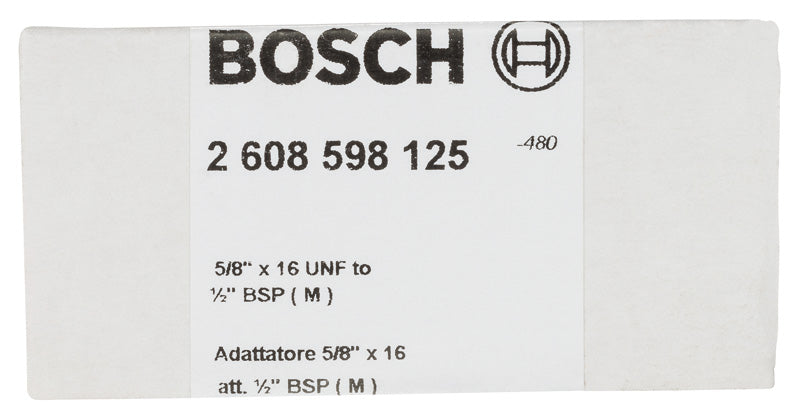 BOSCH
2 608 598 125 -480
5/8" x 16 UNF to
½" BSP ( M )
Adattatore 5/8" x 16
att. ½" BSP ( M )